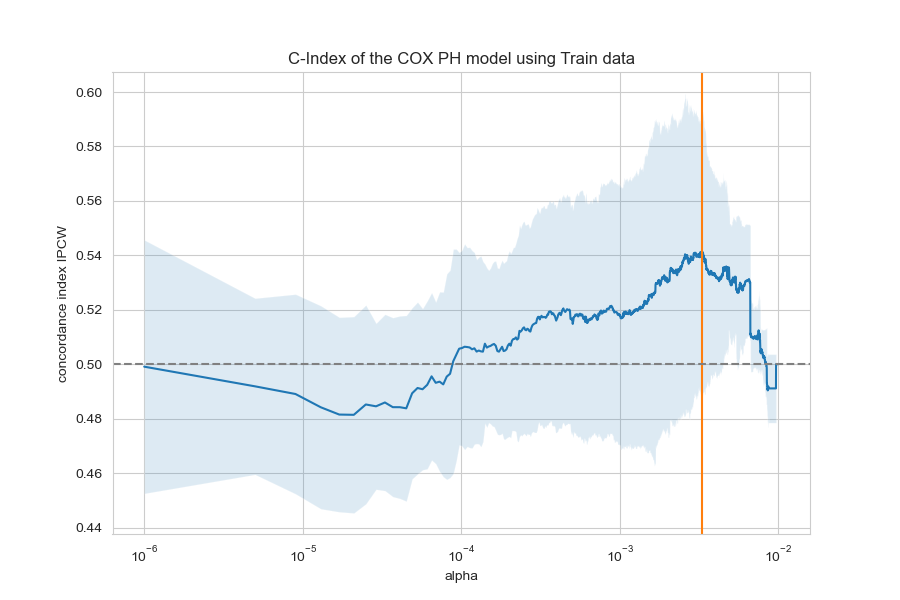 C-Index of the COX PH model using Train data
concordance index IPCW
0.60
0.58
0.56
0.54
0.52
0.50
0.48
0.46
0.44
10⁻⁶ 10⁻⁵ 10⁻⁴ 10⁻³ 10⁻²
alpha